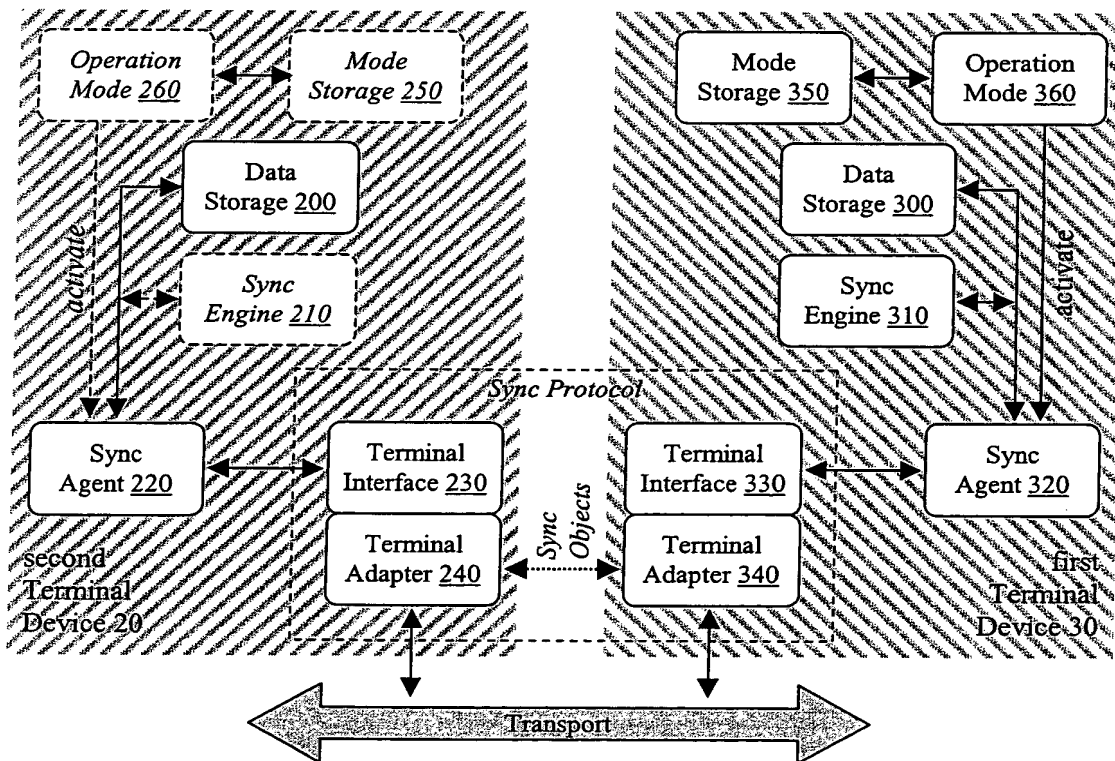 Operation
Mode 260
Mode
Storage 250
Mode
Storage 350
Operation
Mode 360
Data
Storage 200
Data
Storage 300
activate
activate
Sync
Engine 210
Sync
Engine 310
Sync Protocol
Sync
Agent 220
Terminal
Interface 230
Terminal
Interface 330
Sync
Agent 320
Sync
Objects
Terminal
Adapter 240
Terminal
Adapter 340
second
Terminal
Device 20
first
Terminal
Device 30
Transport